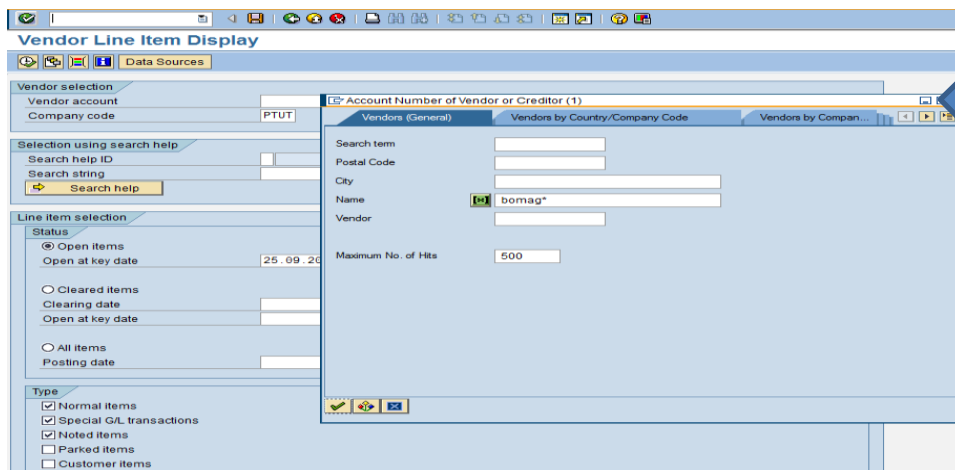 Vendor Line Item Display
Data Sources
Vendor selection
Vendor account
Company code PTUT
Selection using search help
Search help ID
Search string
Search help
Line item selection
Status
Open items
Open at key date 25.09.20
Cleared items
Clearing date
Open at key date
All items
Posting date
Type
Normal items
Special G/L transactions
Noted items
Parked items
Customer items
Account Number of Vendor or Creditor (1)
Vendors (General) Vendors by Country/Company Code Vendors by Compan...
Search term
Postal Code
City
Name bomag*
Vendor
Maximum No. of Hits 500